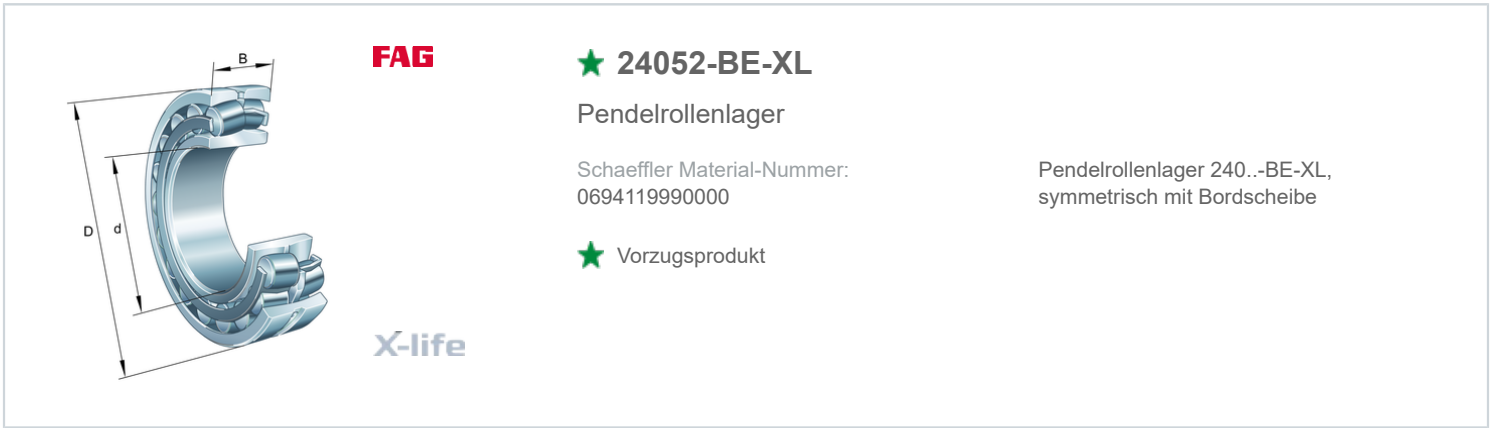 B
D
d
FAG
X-life
24052-BE-XL
Pendelrollenlager
Schaeffler Material-Nummer:
0694119990000
Vorzugsprodukt
Pendelrollenlager 240..-BE-XL,
symmetrisch mit Bordscheibe